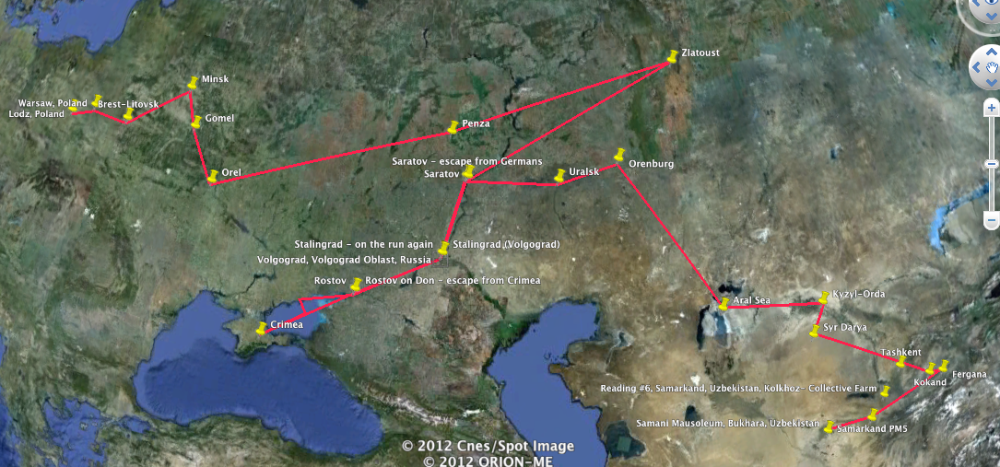 Zlatoust
Minsk
Warsaw, Poland
Brest-Litovsk
Lodz, Poland
Gomel
Penza
Saratov - escape from Germans
Orenburg
Saratov
Uralsk
Orel
Stalingrad - on the run again
Stalingrad (Volgograd)
Volgograd, Volgograd Oblast, Russia
Rostov
Rostov on Don - escape from Crimea
Kyzyl-Orda
Aral Sea
Crimea
Syr Darya
Tashkent
Fergana
Kokand
Reading #6, Samarkand, Uzbekistan, Kolkhoz- Collective Farm
Samani Mausoleum, Bukhara, Uzbekistan
Samarkand PM5
© 2012 Cnes/Spot Image
© 2012 ORION-ME